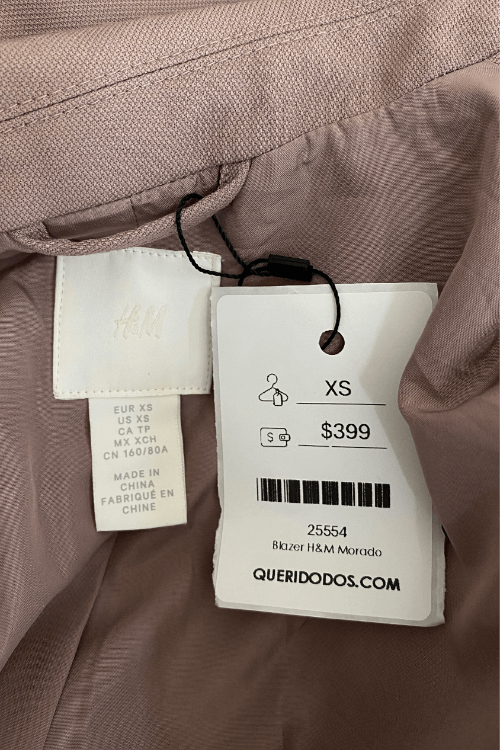 H&M
EUR XS
US XS
CA TP
MX XCH
CN 160/80A
MADE IN
CHINA
FABRIQUÉ EN
CHINE
XS
$
$399
25554
Blazer H&M Morado
QUERIDODOS.COM